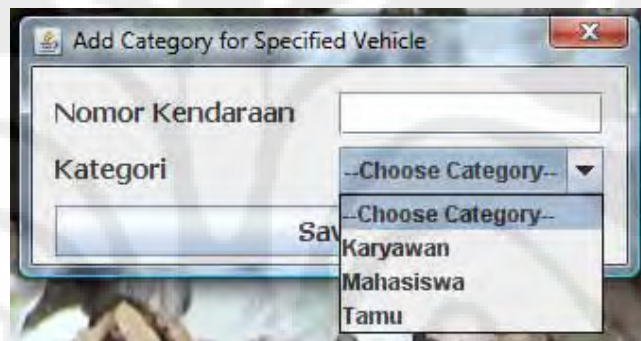 Add Category for Specified Vehicle
Nomor Kendaraan
Kategori
--Choose Category--
--Choose Category--
Karyawan
Mahasiswa
Tamu